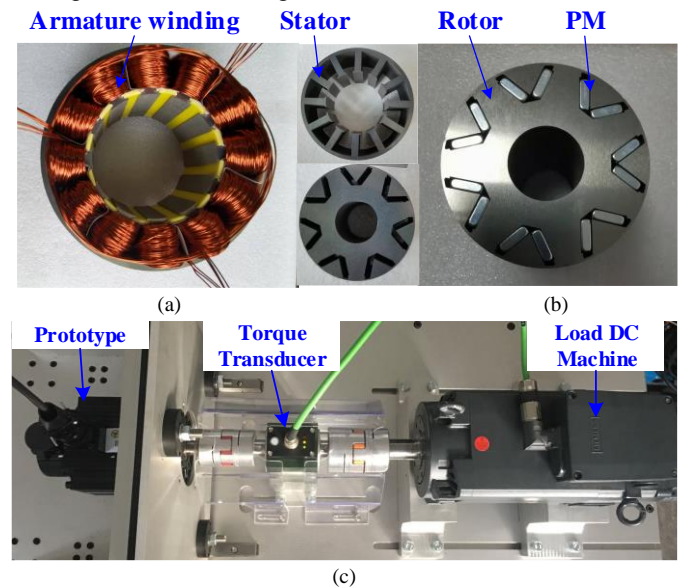 Armature winding Stator Rotor PM
(a) (b)
Prototype Torque Transducer Load DC Machine
(c)